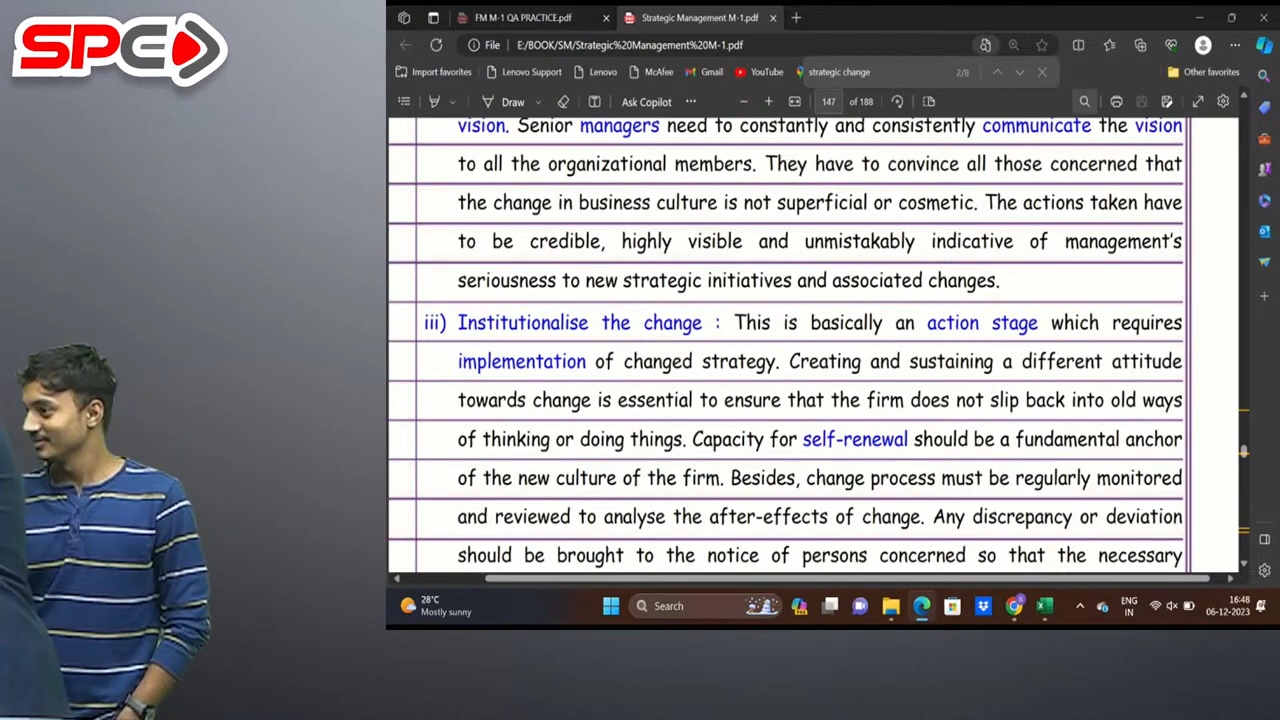 SPC
FM M-1 QA PRACTICE.pdf
Strategic Management M-1.pdf
File
E:/BOOK/SM/Strategic%20Management%20M-1.pdf
Import favorites
Lenovo Support
Lenovo
McAfee
Gmail
YouTube
strategic change
2/8
Other favorites
Draw
Ask Copilot
147 of 188
vision. Senior managers need to constantly and consistently communicate the vision
to all the organizational members. They have to convince all those concerned that
the change in business culture is not superficial or cosmetic. The actions taken have
to be credible, highly visible and unmistakably indicative of management's
seriousness to new strategic initiatives and associated changes.
iii) Institutionalise the change : This is basically an action stage which requires
implementation of changed strategy. Creating and sustaining a different attitude
towards change is essential to ensure that the firm does not slip back into old ways
of thinking or doing things. Capacity for self-renewal should be a fundamental anchor
of the new culture of the firm. Besides, change process must be regularly monitored
and reviewed to analyse the after-effects of change. Any discrepancy or deviation
should be brought to the notice of persons concerned so that the necessary
28°C
Mostly sunny
Search
ENG
IN
16:48
06-12-2023